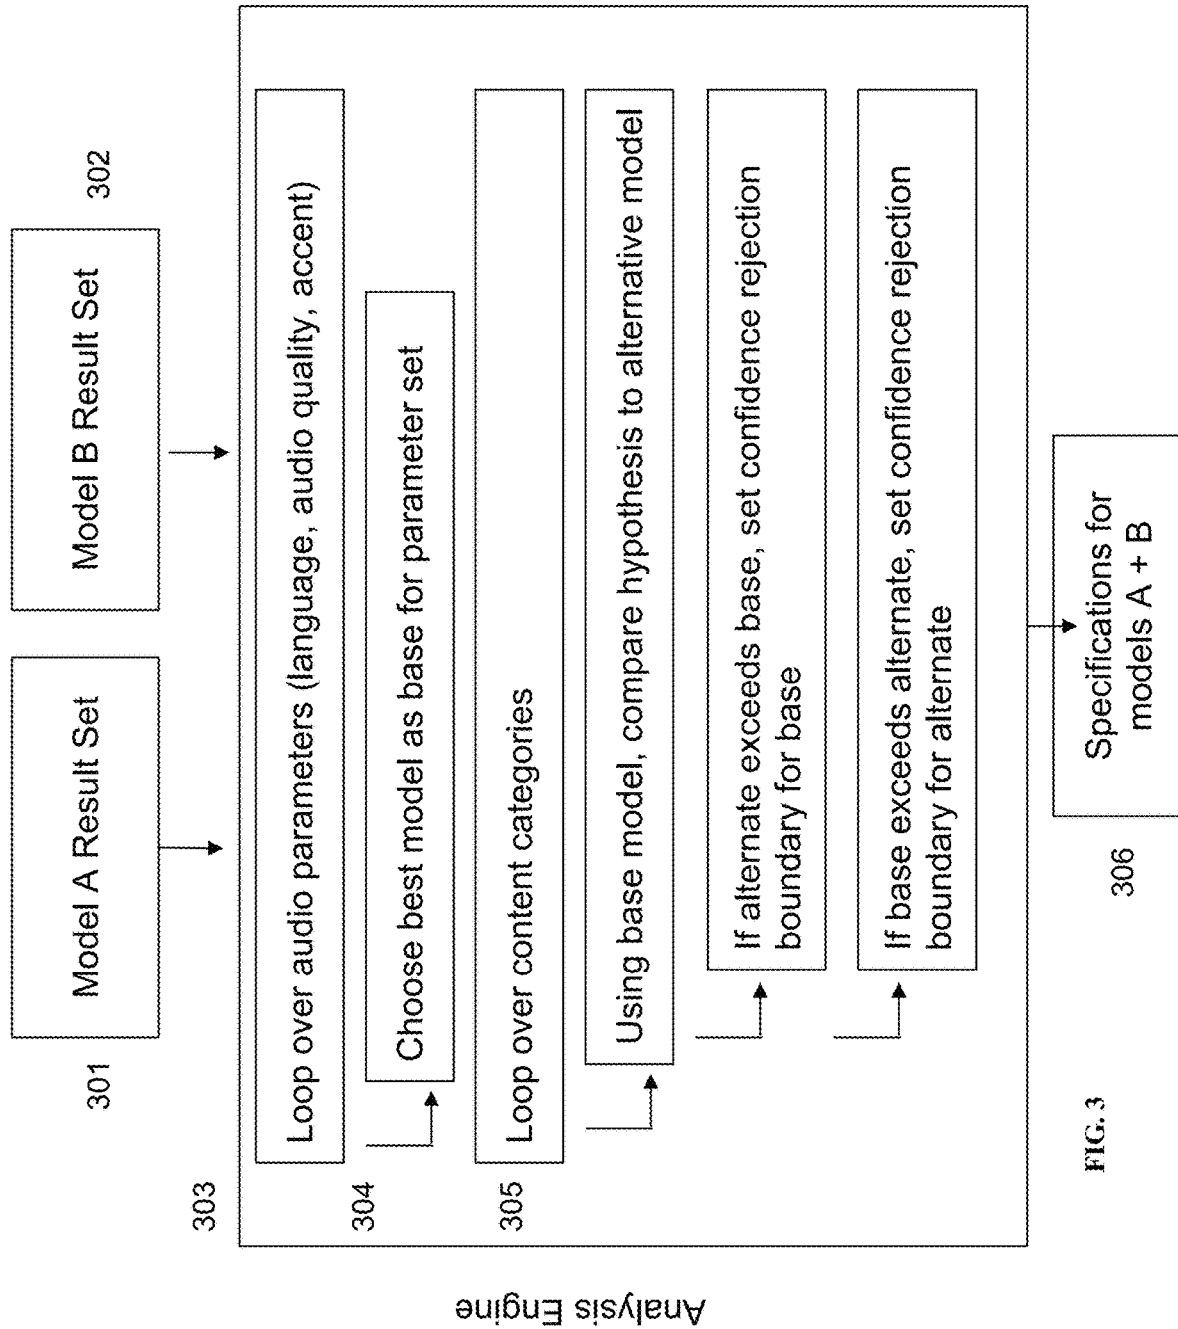 Model A Result Set
Model B Result Set
301
302
303
Loop over audio parameters (language, audio quality, accent)
304
Choose best model as base for parameter set
305
Loop over content categories
Using base model, compare hypothesis to alternative model
If alternate exceeds base, set confidence rejection
boundary for base
If base exceeds alternate, set confidence rejection
boundary for alternate
Analysis Engine
306
Specifications for
models A + B
FIG. 3